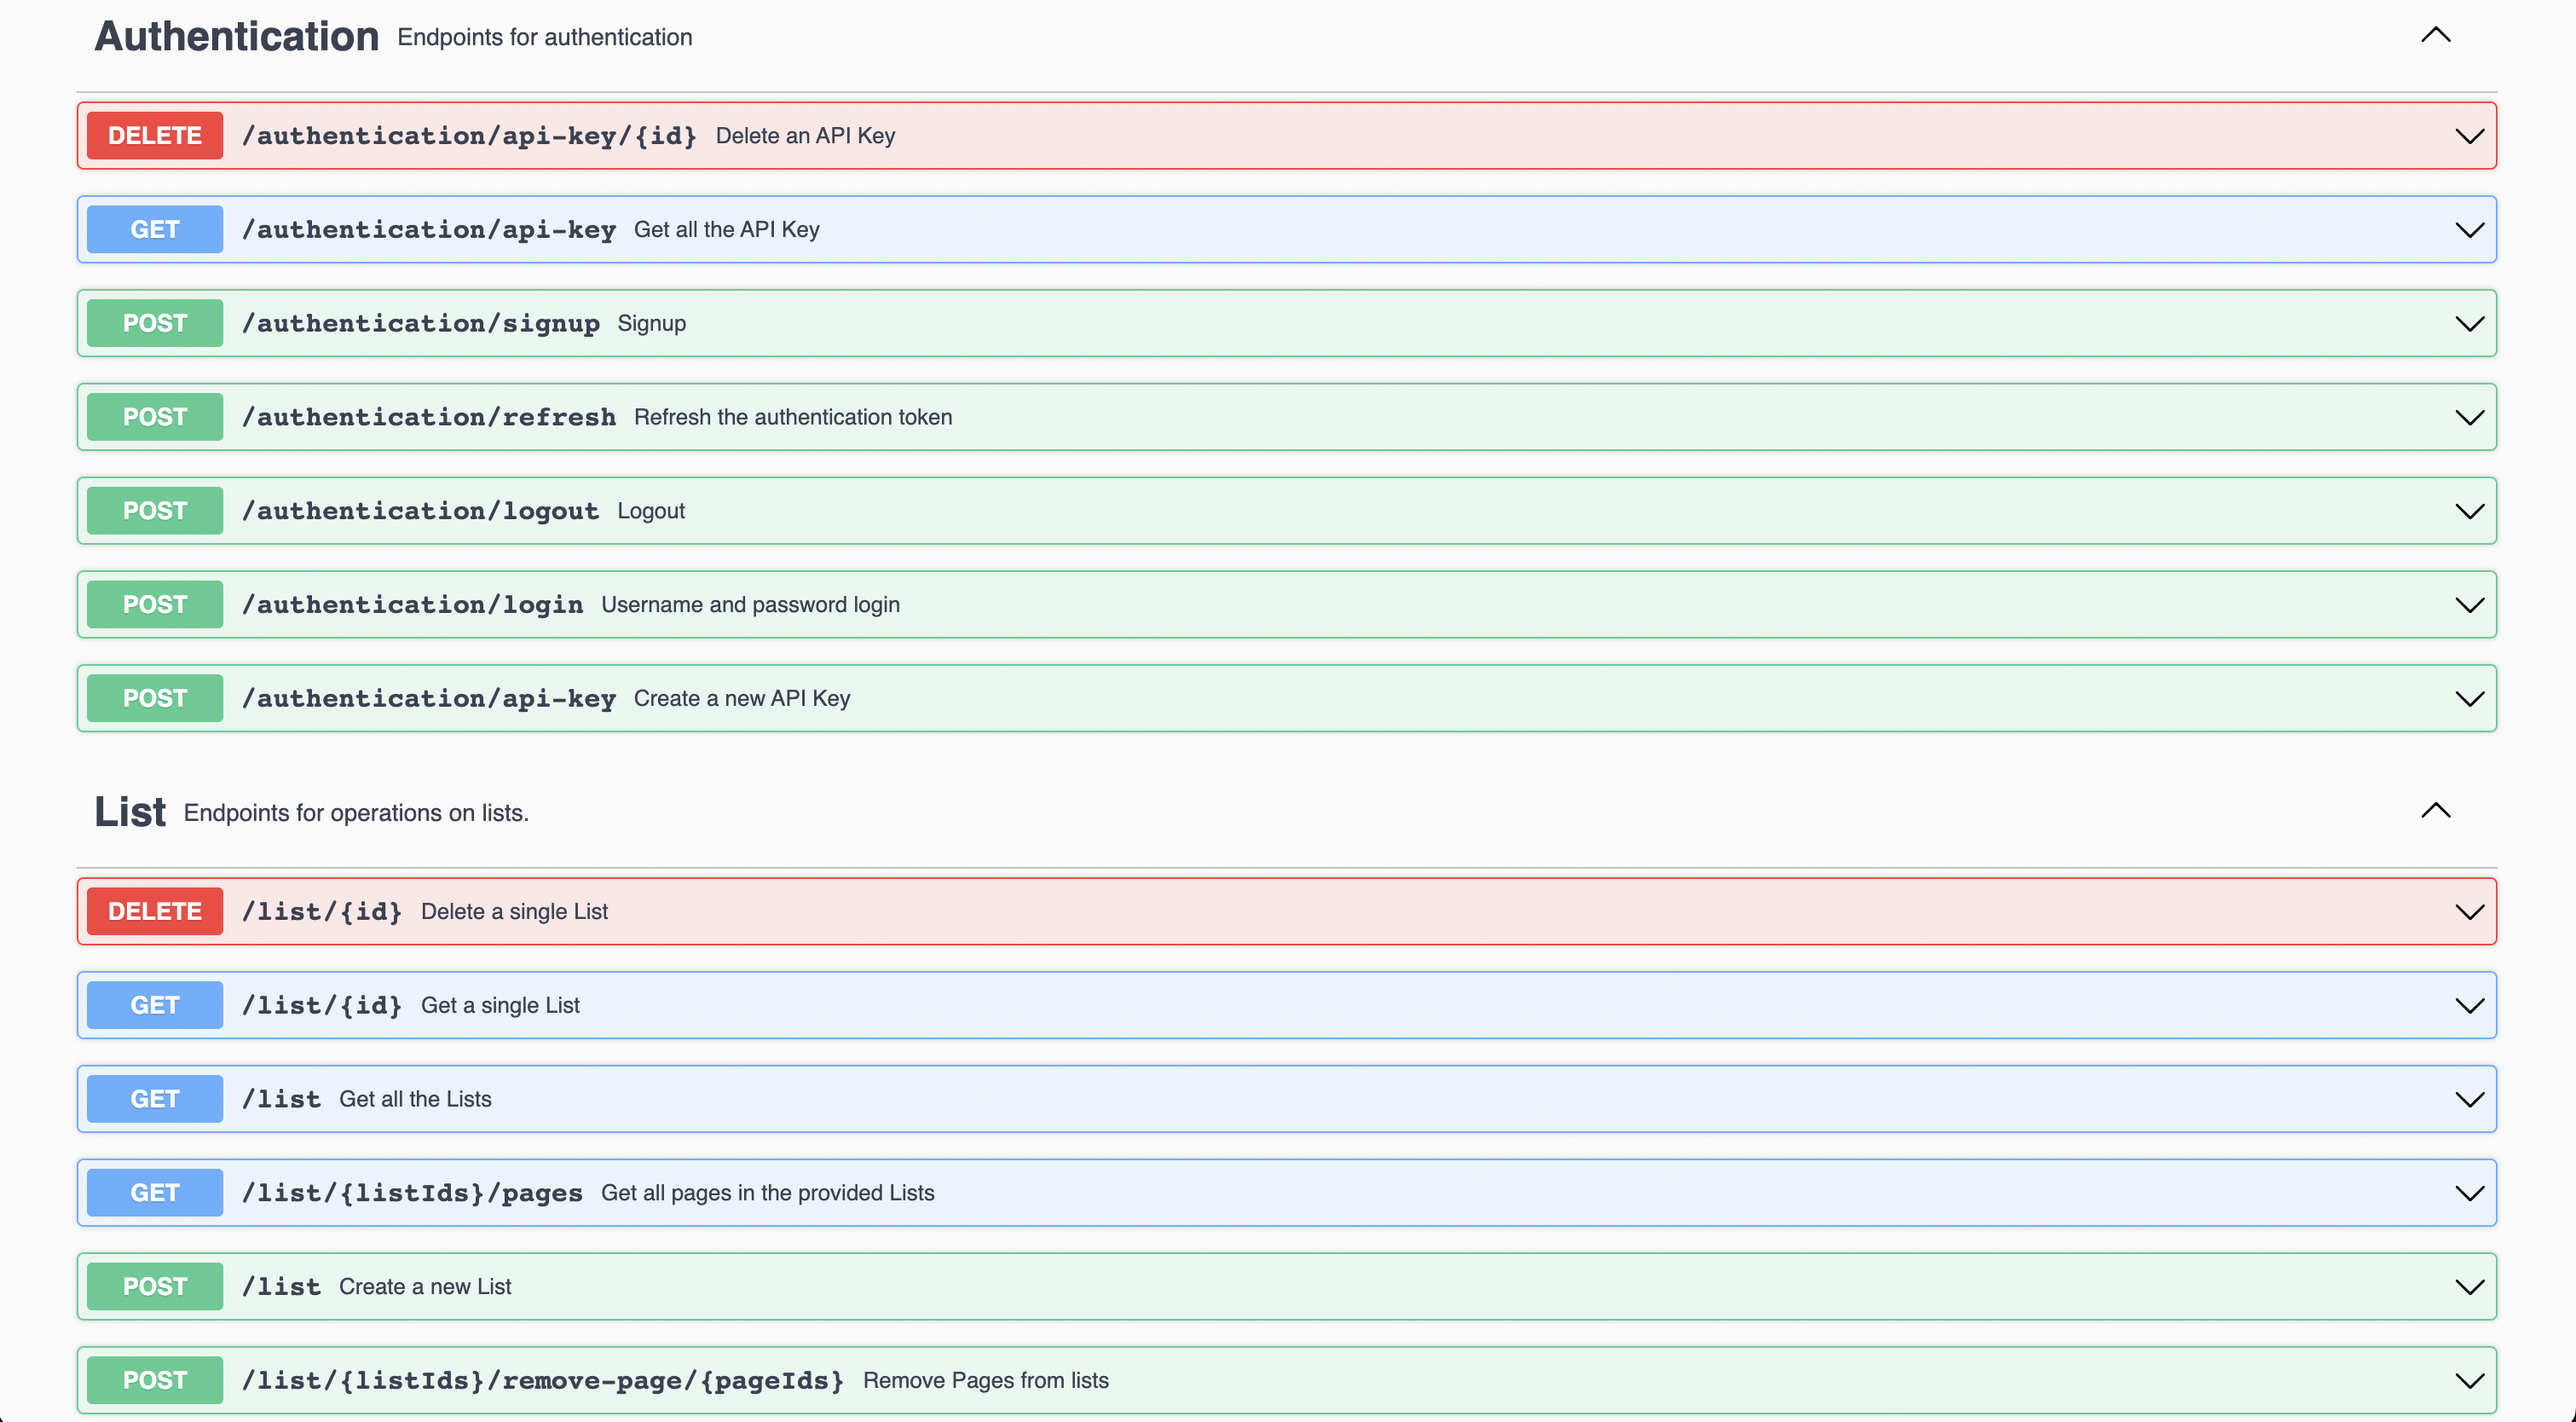 Authentication Endpoints for authentication
DELETE /authentication/api-key/{id} Delete an API Key
GET /authentication/api-key Get all the API Key
POST /authentication/signup Signup
POST /authentication/refresh Refresh the authentication token
POST /authentication/logout Logout
POST /authentication/login Username and password login
POST /authentication/api-key Create a new API Key
List Endpoints for operations on lists.
DELETE /list/{id} Delete a single List
GET /list/{id} Get a single List
GET /list Get all the Lists
GET /list/{listIds}/pages Get all pages in the provided Lists
POST /list Create a new List
POST /list/{listIds}/remove-page/{pageIds} Remove Pages from lists